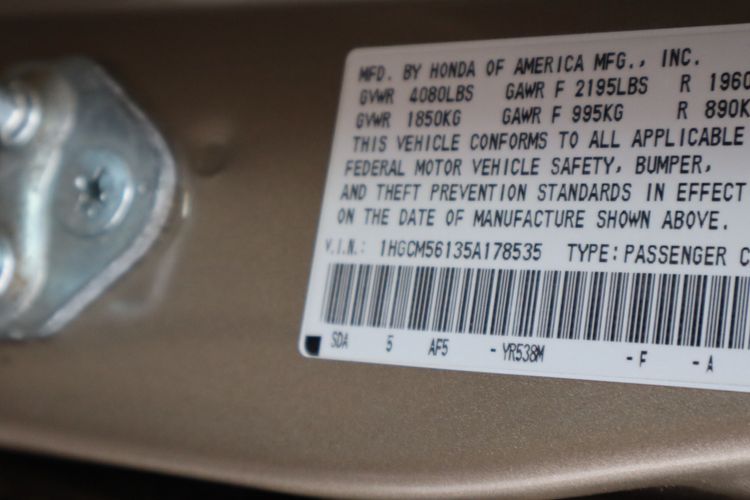 MFD. BY HONDA OF AMERICA MFG., INC.
GVWR 4080LBS GAWR F 2195LBS R 1960
GVWR 1850KG GAWR F 995KG R 890K
THIS VEHICLE CONFORMS TO ALL APPLICABLE
FEDERAL MOTOR VEHICLE SAFETY, BUMPER,
AND THEFT PREVENTION STANDARDS IN EFFECT
ON THE DATE OF MANUFACTURE SHOWN ABOVE.
V.I.N.: 1HGCM56135A178535 TYPE: PASSENGER C
SDA 5 AF5 - YR538M - F - A